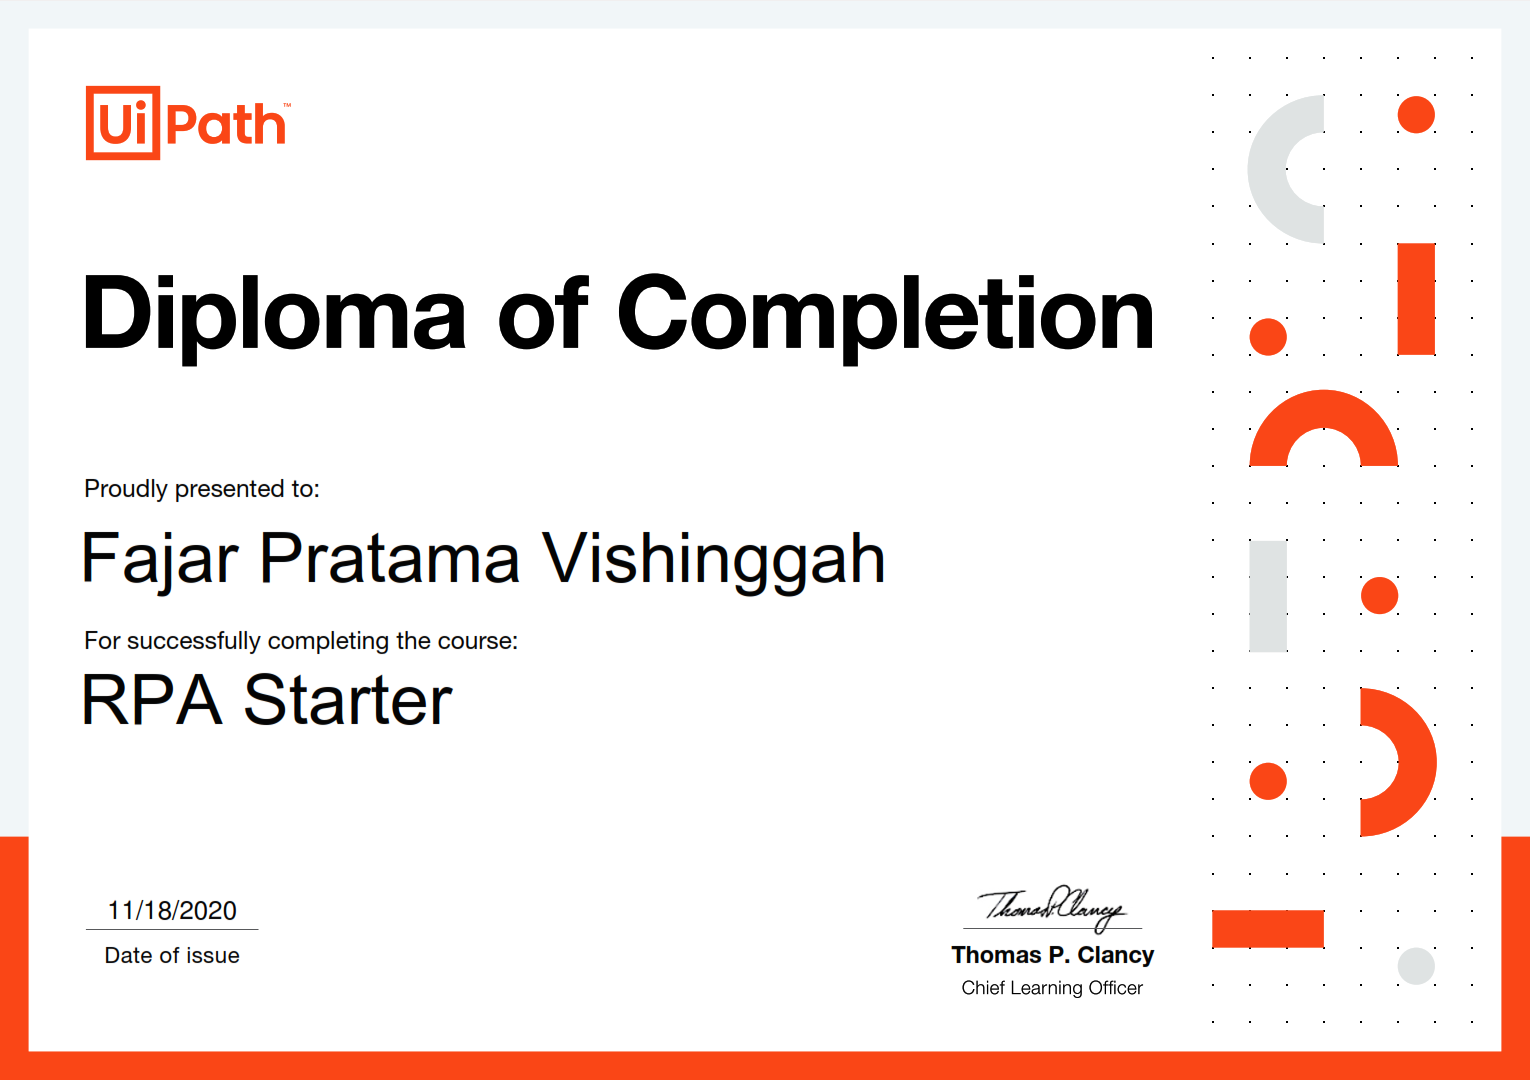 UiPath™
Diploma of Completion
Proudly presented to:
Fajar Pratama Vishinggah
For successfully completing the course:
RPA Starter
11/18/2020
Date of issue
Thomas P. Clancy
Thomas P. Clancy
Chief Learning Officer